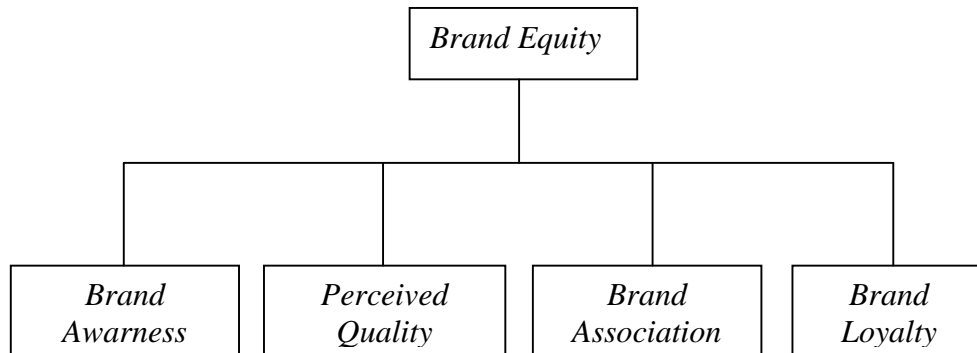 Brand Equity
Brand
Awarness
Perceived
Quality
Brand
Association
Brand
Loyalty